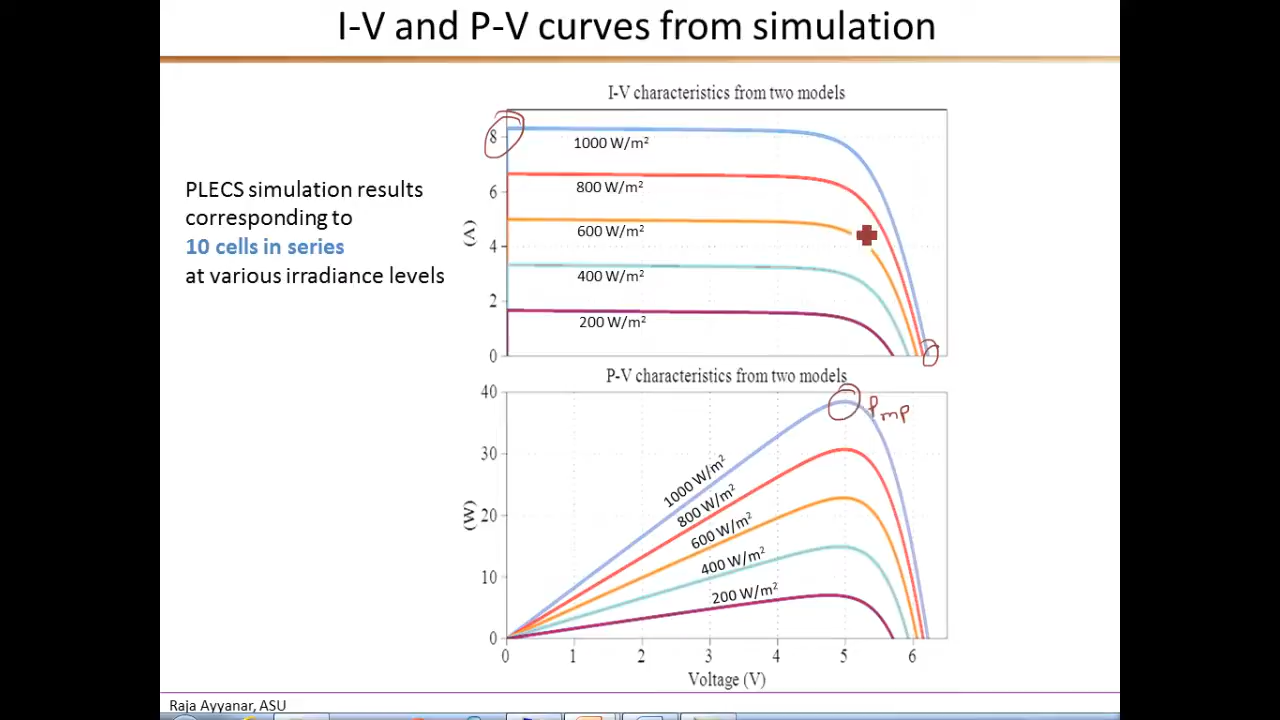 I-V and P-V curves from simulation
PLECS simulation results
corresponding to
10 cells in series
at various irradiance levels
I-V characteristics from two models
8
6
4
2
0
(A)
1000 W/m²
800 W/m²
600 W/m²
400 W/m²
200 W/m²
P-V characteristics from two models
40
30
20
10
0
(W)
Pmp
1000 W/m²
800 W/m²
600 W/m²
400 W/m²
200 W/m²
0 1 2 3 4 5 6
Voltage (V)
Raja Ayyanar, ASU